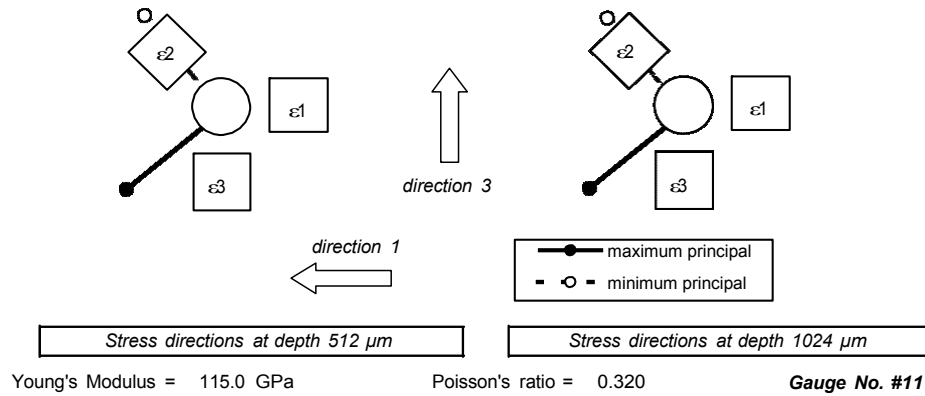 ε2
ε2
ε1
ε1
ε3
ε3
direction 3
direction 1
maximum principal
minimum principal
Stress directions at depth 512 µm
Stress directions at depth 1024 µm
Young's Modulus = 115.0 GPa Poisson's ratio = 0.320 Gauge No. #11